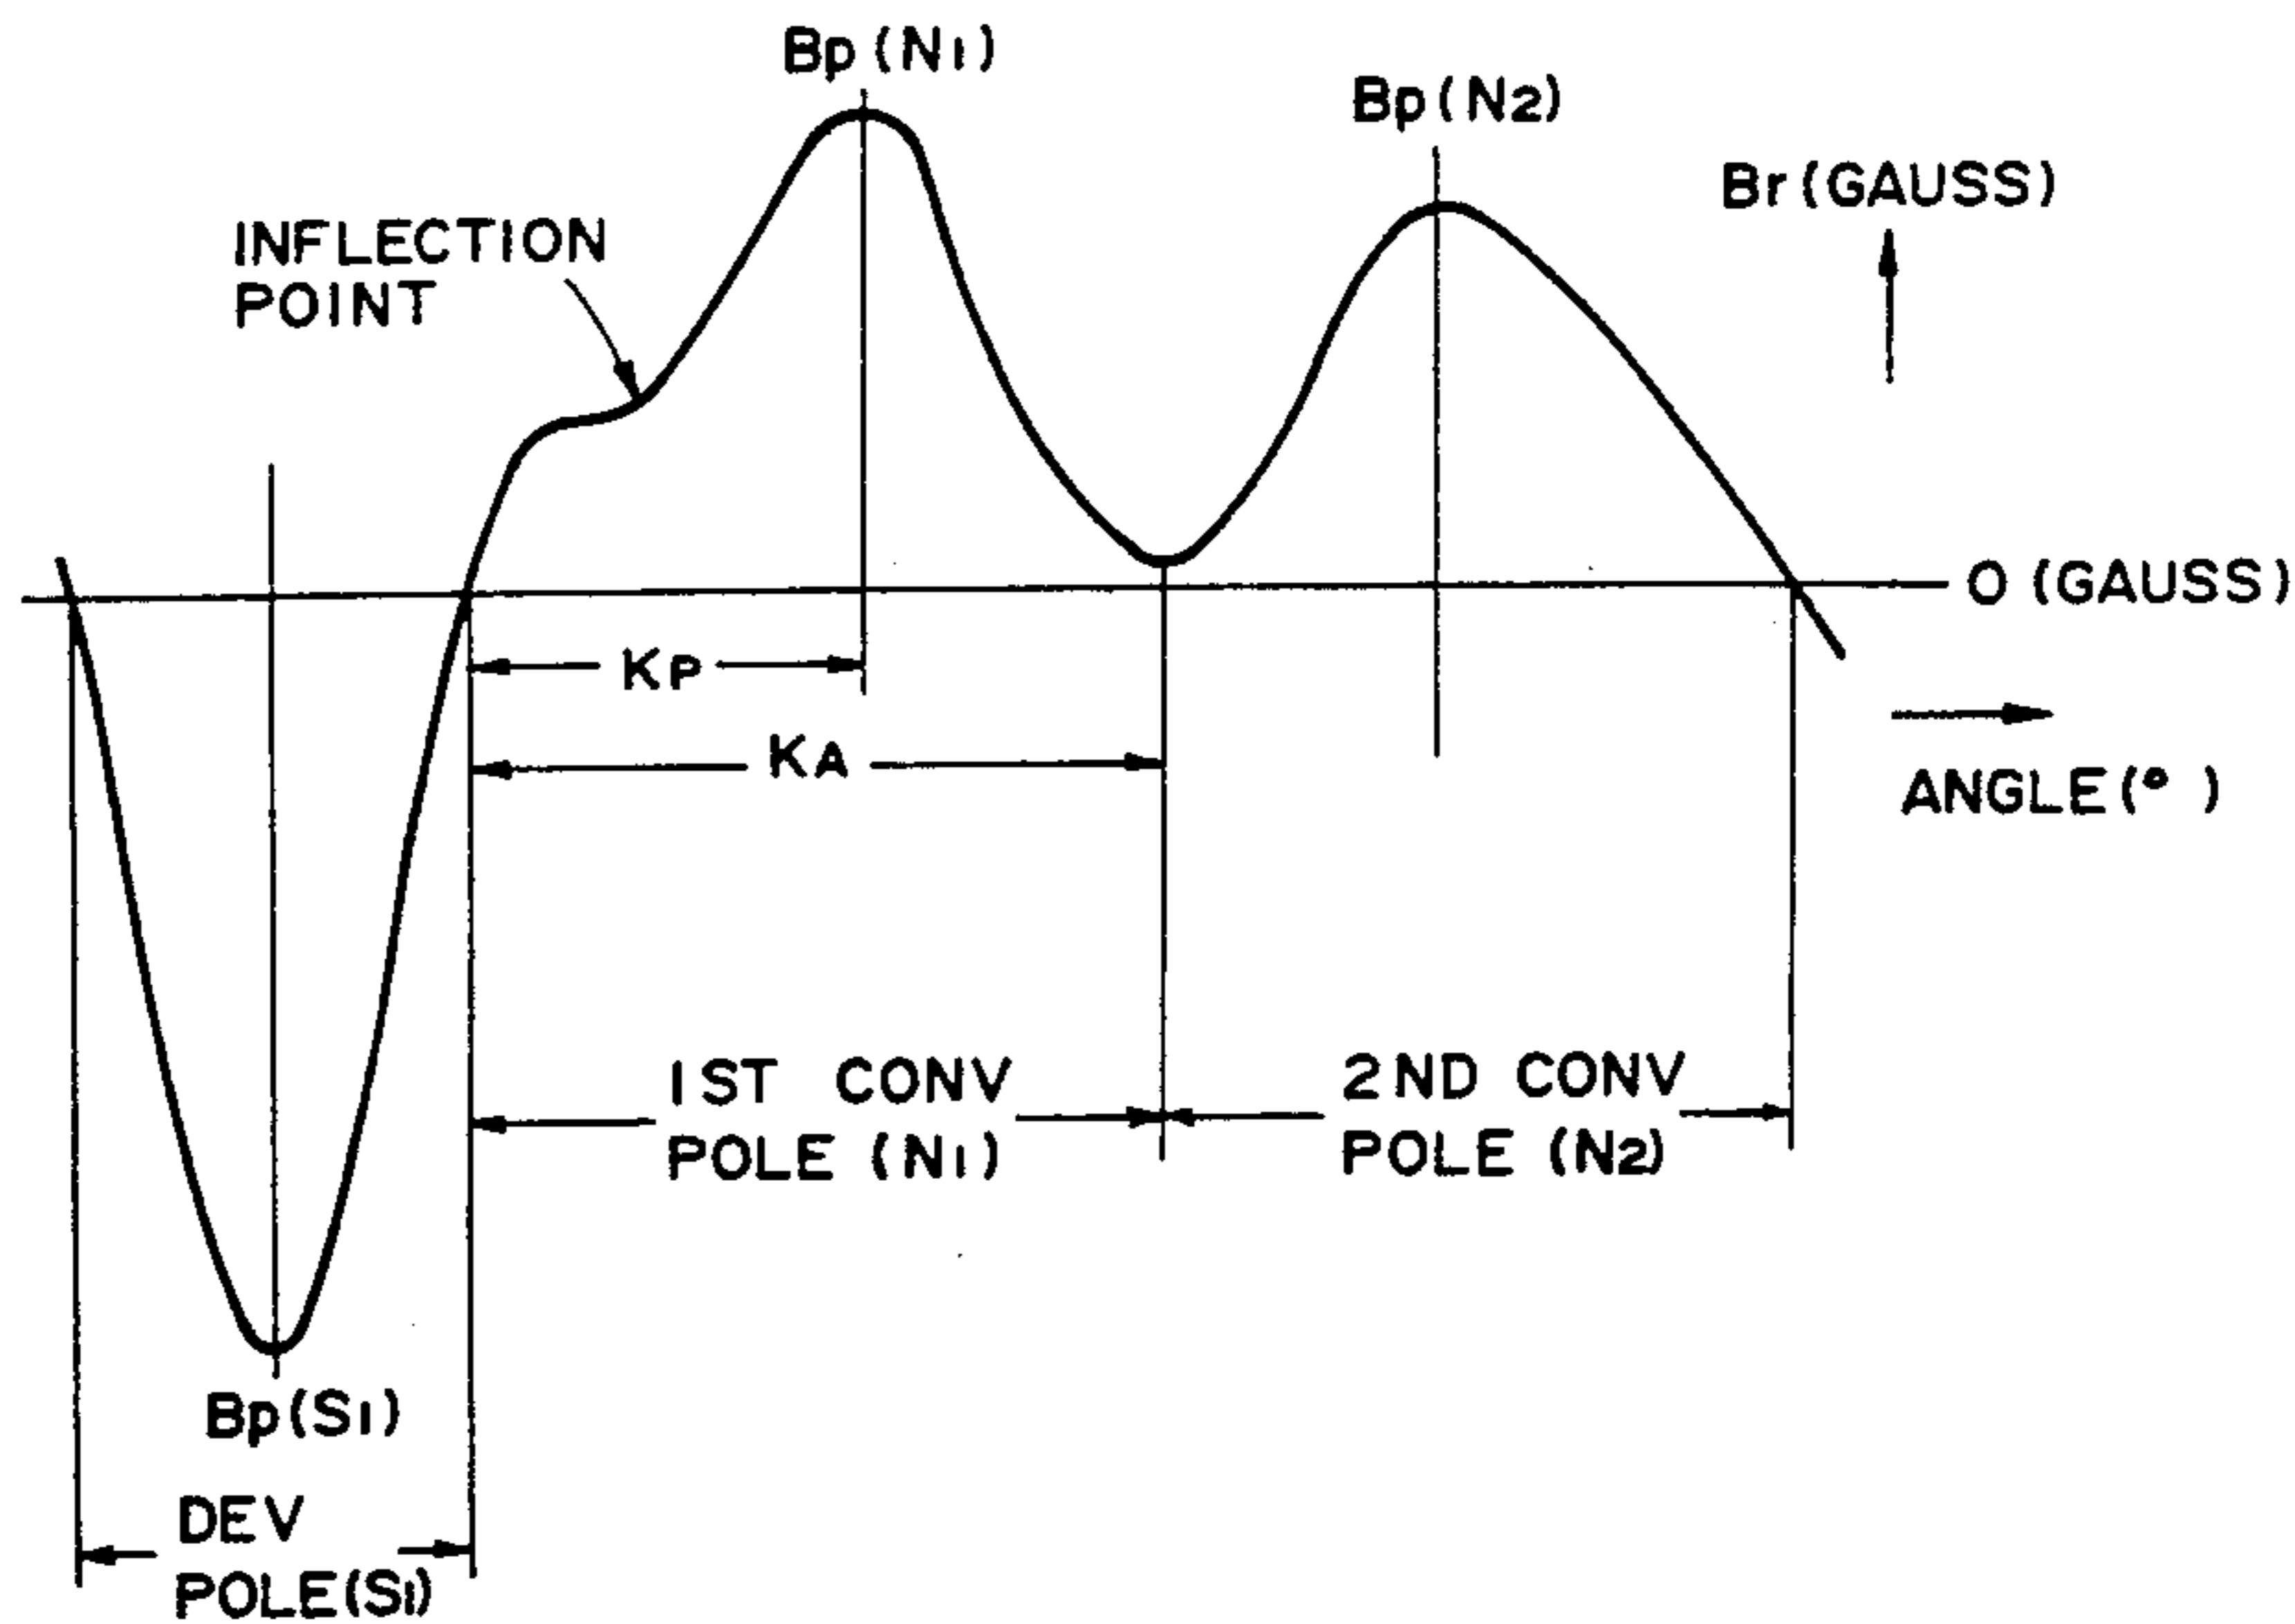 Bp(N1)
Bp(N2)
Br(GAUSS)
INFLECTION
POINT
O (GAUSS)
KP
KA
ANGLE(°)
1ST CONV
POLE (N1)
2ND CONV
POLE (N2)
Bp(S1)
DEV
POLE(S1)